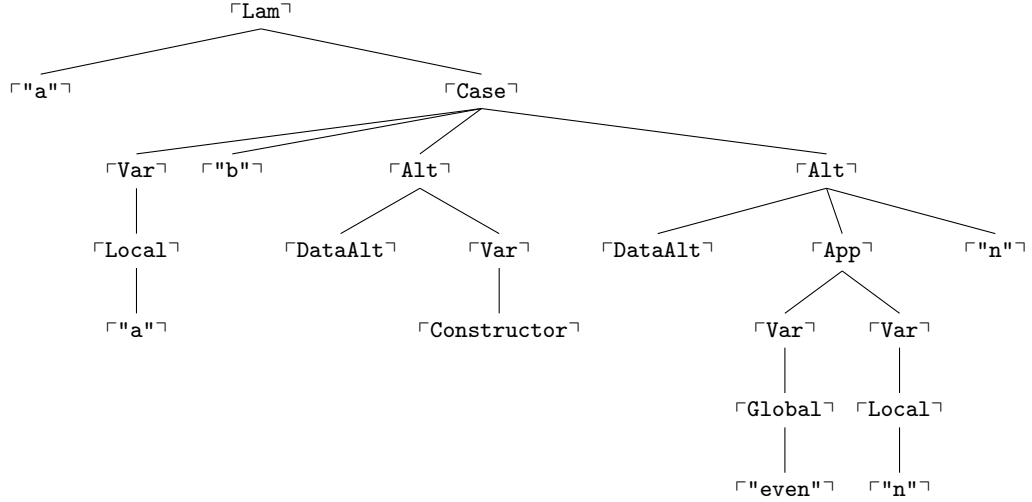 ⌜Lam⌝
⌜"a"⌝ ⌜Case⌝
⌜Var⌝ ⌜"b"⌝ ⌜Alt⌝ ⌜Alt⌝
⌜Local⌝ ⌜DataAlt⌝ ⌜Var⌝ ⌜DataAlt⌝ ⌜App⌝ ⌜"n"⌝
⌜"a"⌝ ⌜Constructor⌝ ⌜Var⌝ ⌜Var⌝
⌜Global⌝ ⌜Local⌝
⌜"even"⌝ ⌜"n"⌝